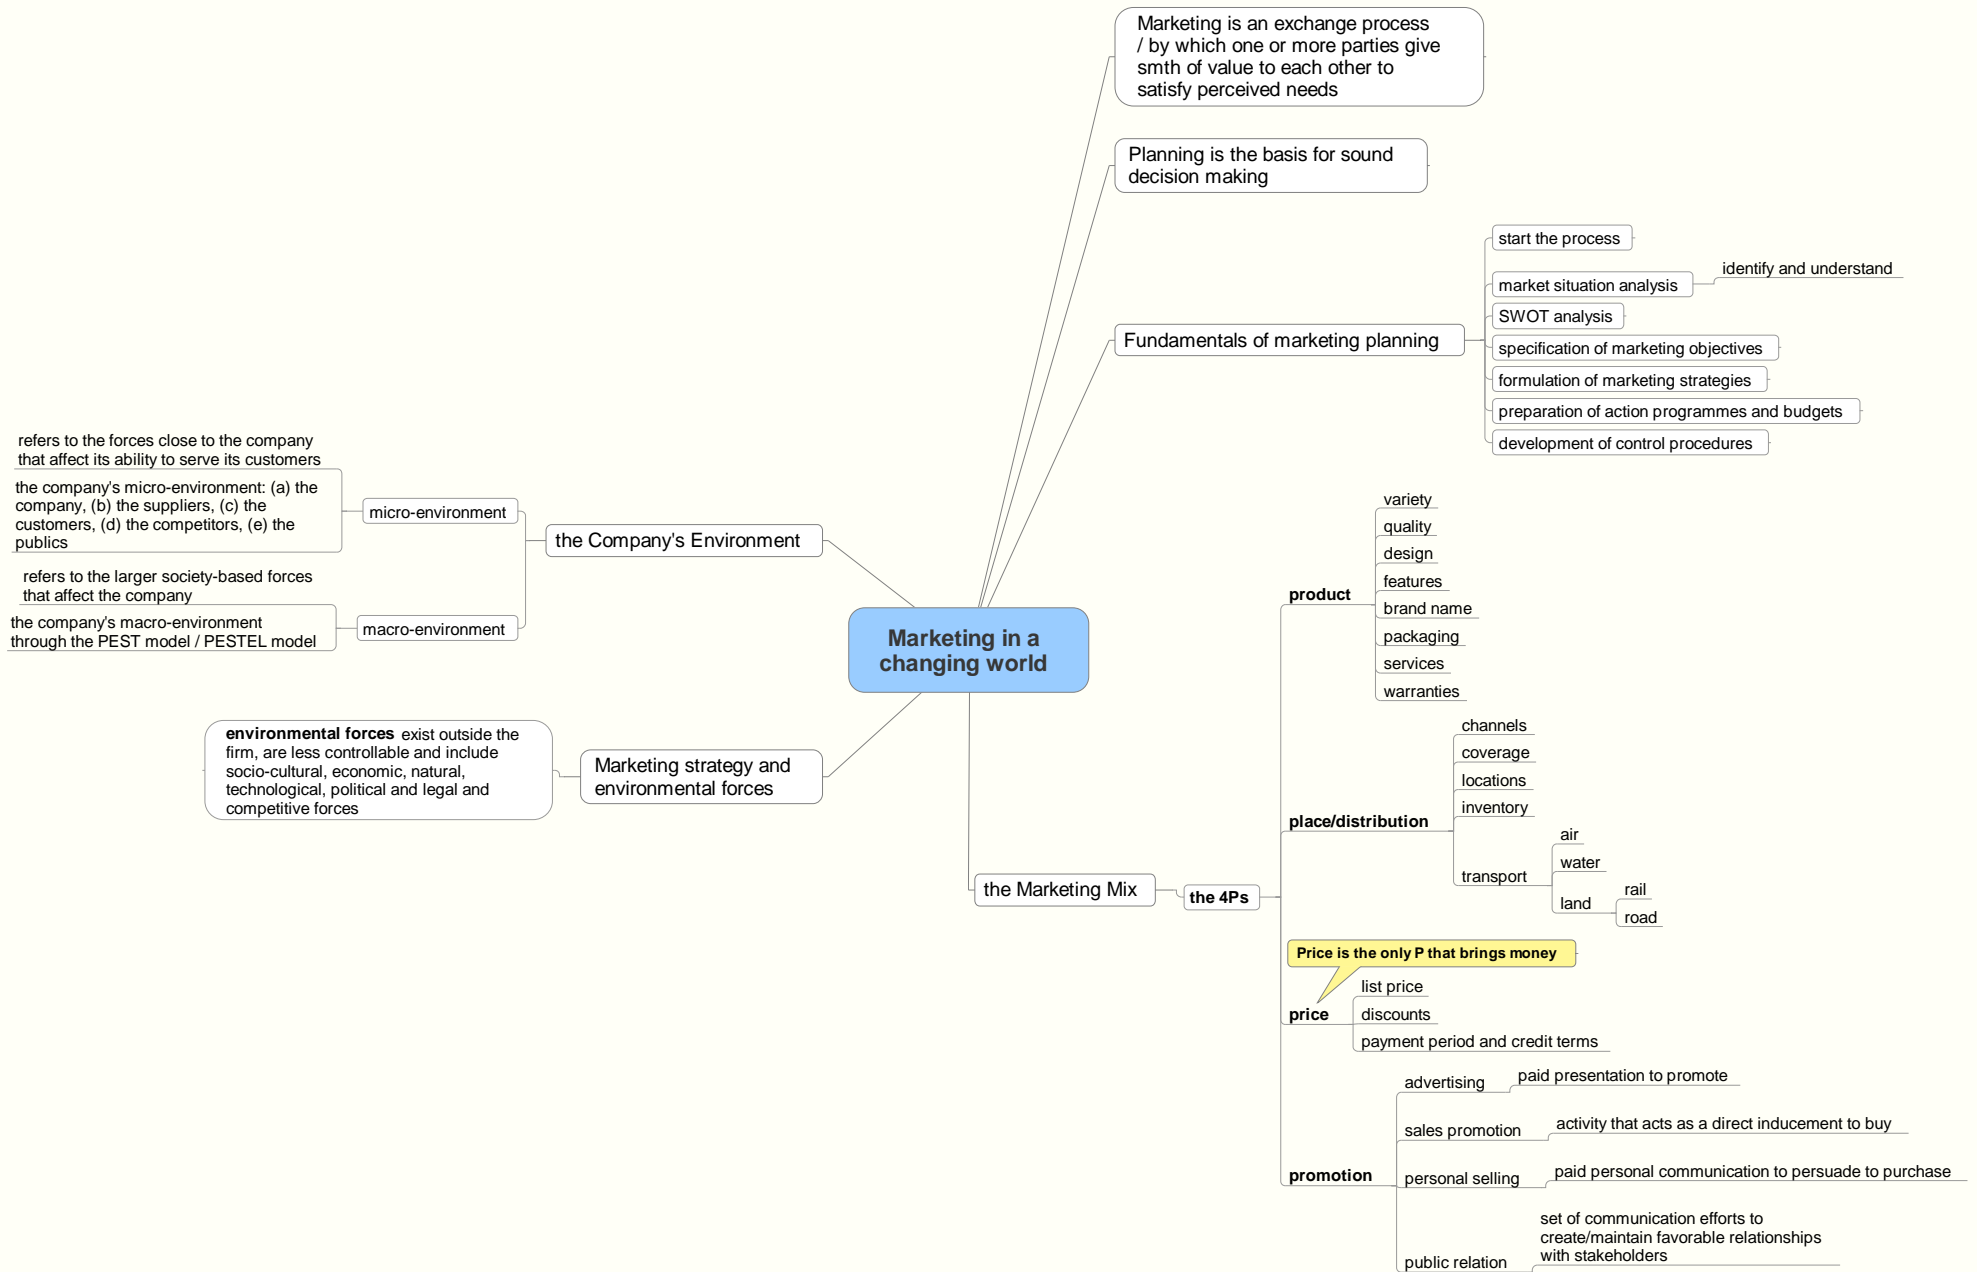 Marketing is an exchange process
/ by which one or more parties give
smth of value to each other to
satisfy perceived needs
Planning is the basis for sound
decision making
Fundamentals of marketing planning
start the process
market situation analysis
identify and understand
SWOT analysis
specification of marketing objectives
formulation of marketing strategies
preparation of action programmes and budgets
development of control procedures
the Company's Environment
micro-environment
refers to the forces close to the company
that affect its ability to serve its customers
the company's micro-environment: (a) the
company, (b) the suppliers, (c) the
customers, (d) the competitors, (e) the
publics
macro-environment
refers to the larger society-based forces
that affect the company
the company's macro-environment
through the PEST model / PESTEL model
Marketing in a
changing world
Marketing strategy and
environmental forces
environmental forces exist outside the
firm, are less controllable and include
socio-cultural, economic, natural,
technological, political and legal and
competitive forces
the Marketing Mix
the 4Ps
product
variety
quality
design
features
brand name
packaging
services
warranties
place/distribution
channels
coverage
locations
inventory
transport
air
water
land
rail
road
Price is the only P that brings money
price
list price
discounts
payment period and credit terms
promotion
advertising
paid presentation to promote
sales promotion
activity that acts as a direct inducement to buy
personal selling
paid personal communication to persuade to purchase
public relation
set of communication efforts to
create/maintain favorable relationships
with stakeholders